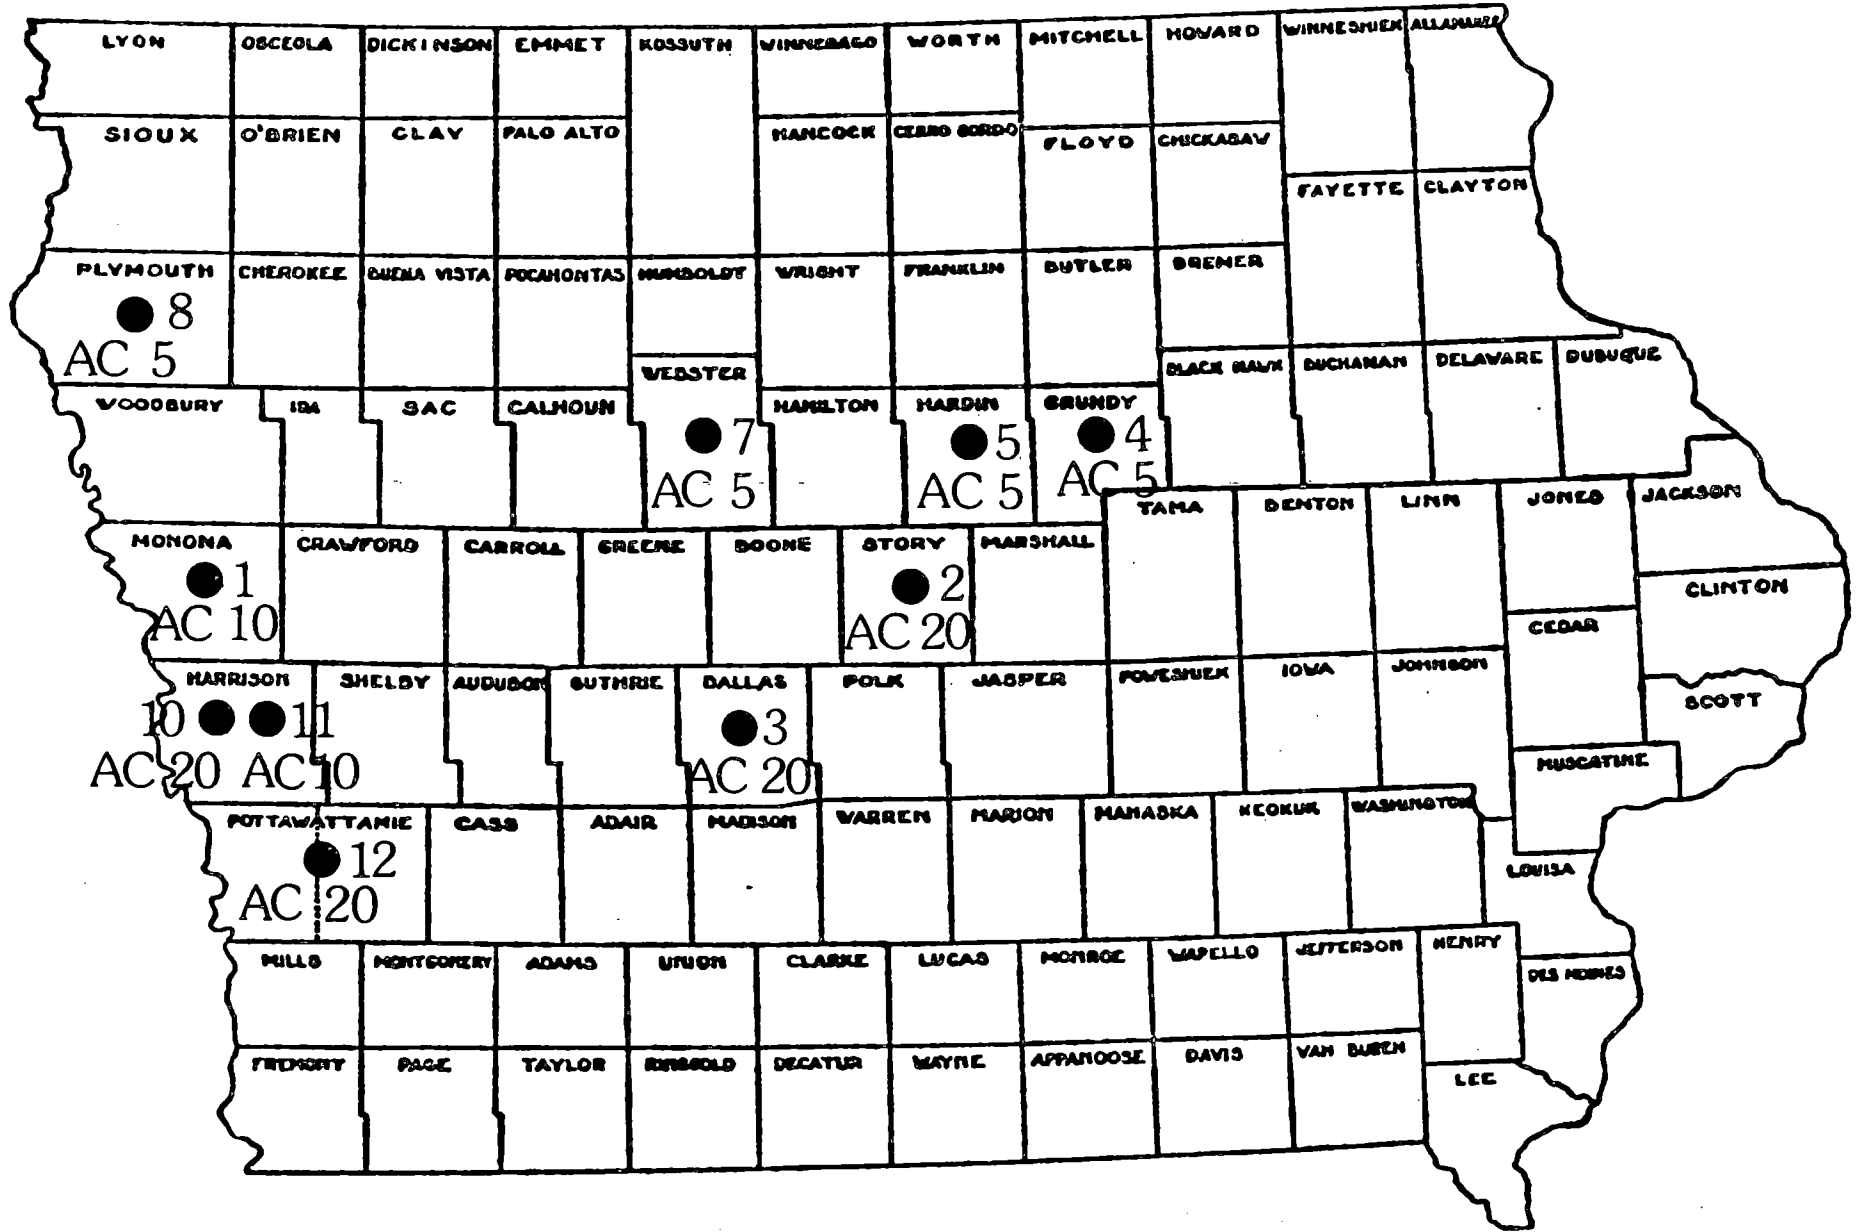 LYON OSCEOLA DICKINSON EMMET KOSSUTH WINNEBAGO WORTH MITCHELL HOWARD WINNESHIEK ALLAMAKEE
SIOUX O'BRIEN CLAY PALO ALTO HANCOCK CERRO GORDO FLOYD CHICKASAW
FAYETTE CLAYTON
PLYMOUTH CHEROKEE BUENA VISTA POCAHONTAS HUMBOLDT WRIGHT FRANKLIN BUTLER BREMER
8
AC 5
WEBSTER BLACK HAWK BUCHANAN DELAWARE DUBUQUE
WOODBURY IDA SAC CALHOUN HAMILTON HARDIN GRUNDY
7 5 4
AC 5 AC 5 AC 5
TAMA BENTON LINN JONES JACKSON
MONONA CRAWFORD CARROLL GREENE BOONE STORY MARSHALL
1 2
AC 10 AC 20
CLINTON
CEDAR
HARRISON SHELBY AUDUBON GUTHRIE DALLAS POLK JASPER POWESHIEK IOWA JOHNSON
SCOTT
10 11 3
AC 20 AC 10 AC 20
MUSCATINE
POTTAWATTAMIE CASS ADAIR MADISON WARREN MARION MAHASKA KEOKUK WASHINGTON
12
AC 20
LOUISA
MILLS MONTGOMERY ADAMS UNION CLARKE LUCAS MONROE WAPELLO JEFFERSON HENRY
DES MOINES
FREMONT PAGE TAYLOR RINGGOLD DECATUR WAYNE APPANOOSE DAVIS VAN BUREN
LEE